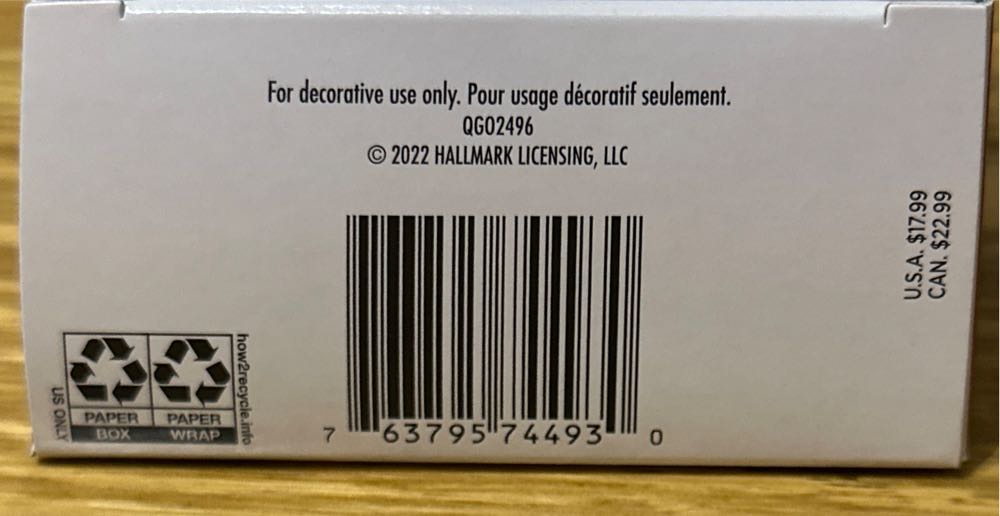 For decorative use only. Pour usage décoratif seulement.
QGO2496
© 2022 HALLMARK LICENSING, LLC
U.S.A. $17.99
CAN. $22.99
how2recycle.info
US ONLY
PAPER PAPER
BOX WRAP
7 63795 74493 0